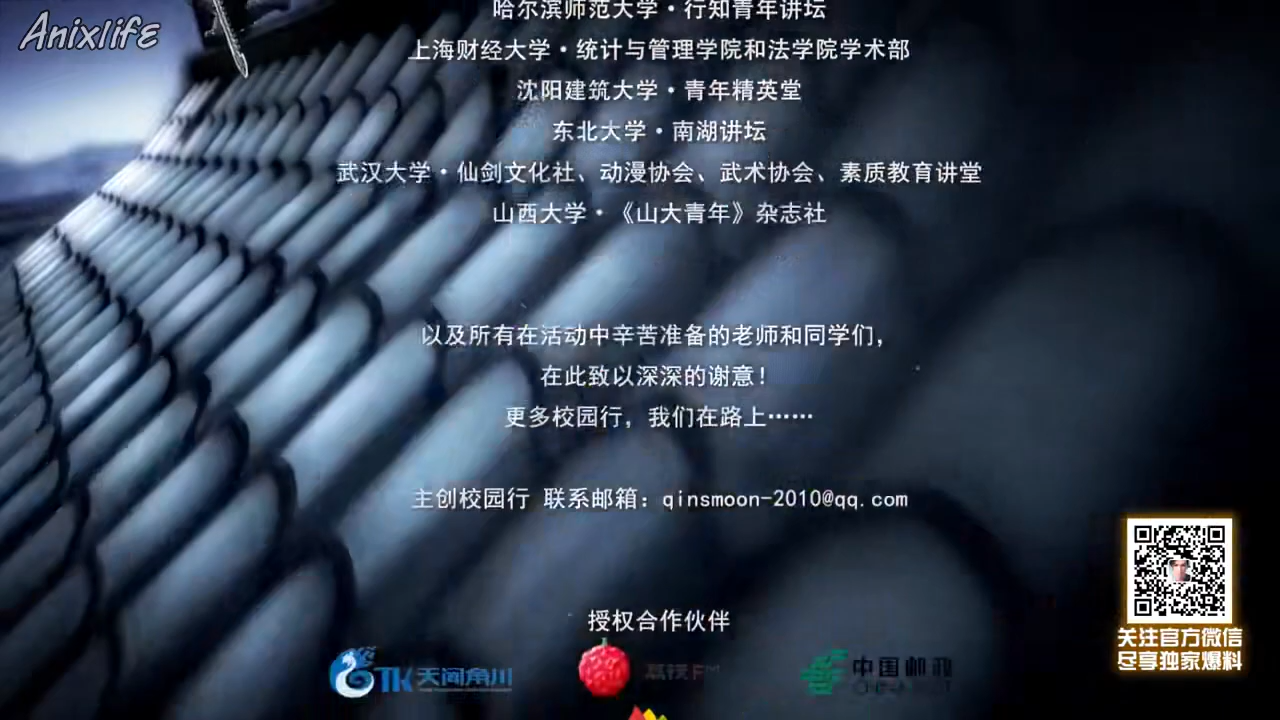 Anixlife
哈尔滨师范大学·行知青年讲坛
上海财经大学·统计与管理学院和法学院学术部
沈阳建筑大学·青年精英堂
东北大学·南湖讲坛
武汉大学·仙剑文化社、动漫协会、武术协会、素质教育讲堂
山西大学·《山大青年》杂志社
以及所有在活动中辛苦准备的老师和同学们，
在此致以深深的谢意！
更多校园行，我们在路上……
主创校园行 联系邮箱：qinsmoon-2010@qq.com
授权合作伙伴
TK 天闻角川
荔枝FM
中国邮政
CHINA POST
关注官方微信
尽享独家爆料